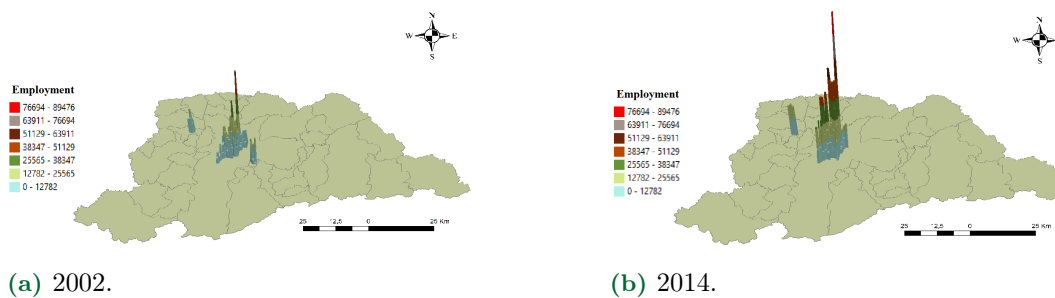 N
W E
S
Employment
76694 - 89476
63911 - 76694
51129 - 63911
38347 - 51129
25565 - 38347
12782 - 25565
0 - 12782
25 12,5 0 25 Km
(a) 2002.
N
W
S
Employment
76694 - 89476
63911 - 76694
51129 - 63911
38347 - 51129
25565 - 38347
12782 - 25565
0 - 12782
25 12,5 0 25 Km
(b) 2014.